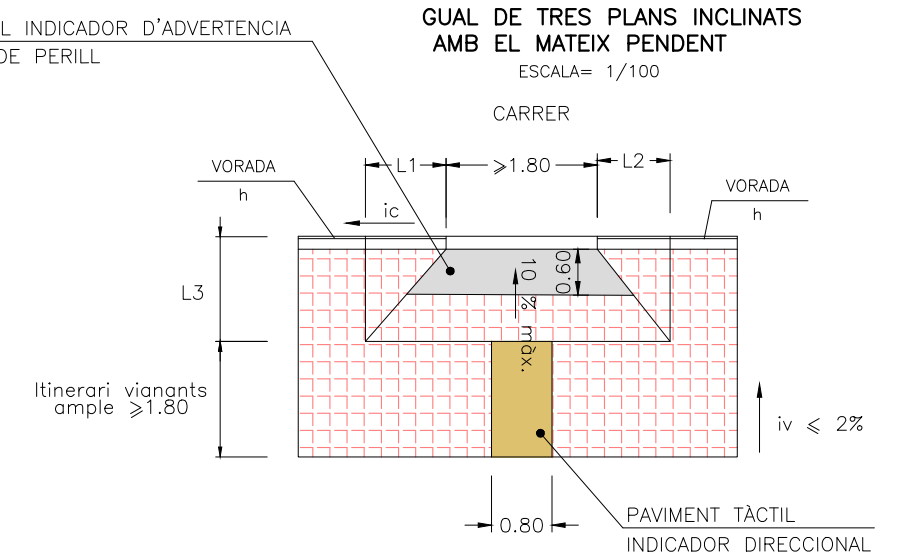 GUAL DE TRES PLANS INCLINATS
AMB EL MATEIX PENDENT
ESCALA= 1/100
L INDICADOR D'ADVERTENCIA
DE PERILL
CARRER
VORADA
h
L1
≥1.80
L2
VORADA
h
ic
L3
0.60
10 % màx.
Itinerari vianants
ample ≥1.80
iv ≤ 2%
0.80
PAVIMENT TÀCTIL
INDICADOR DIRECCIONAL